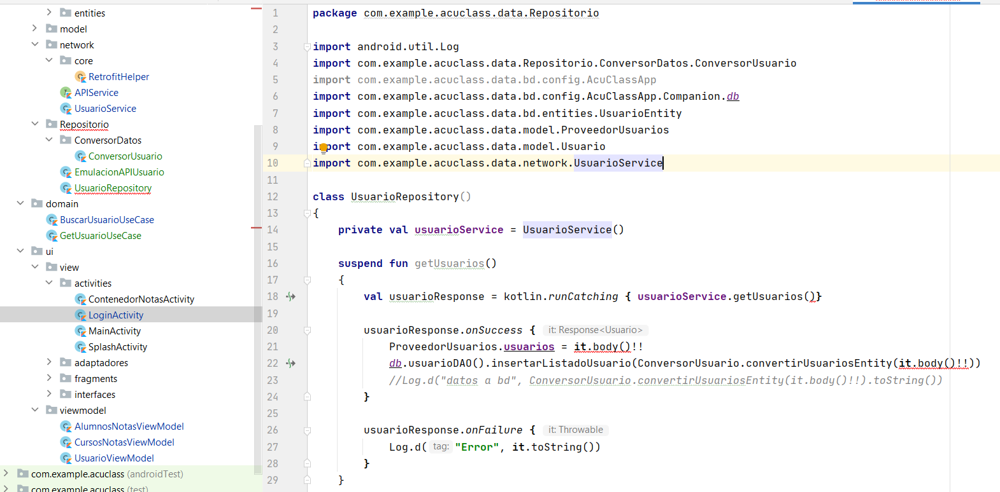 entities
model
network
core
RetrofitHelper
APIService
UsuarioService
Repositorio
ConversorDatos
ConversorUsuario
EmulacionAPIUsuario
UsuarioRepository
domain
BuscarUsuarioUseCase
GetUsuarioUseCase
ui
view
activities
ContenedorNotasActivity
LoginActivity
MainActivity
SplashActivity
adaptadores
fragments
interfaces
viewmodel
AlumnosNotasViewModel
CursosNotasViewModel
UsuarioViewModel
com.example.acuclass (androidTest)
com.example.acuclass (test)
1 package com.example.acuclass.data.Repositorio
2
3 import android.util.Log
4 import com.example.acuclass.data.Repositorio.ConversorDatos.ConversorUsuario
5 import com.example.acuclass.data.bd.config.AcuClassApp
6 import com.example.acuclass.data.bd.config.AcuClassApp.Companion.db
7 import com.example.acuclass.data.bd.entities.UsuarioEntity
8 import com.example.acuclass.data.model.ProveedorUsuarios
9 import com.example.acuclass.data.model.Usuario
10 import com.example.acuclass.data.network.UsuarioService
11
12 class UsuarioRepository()
13 {
14 private val usuarioService = UsuarioService()
15
16 suspend fun getUsuarios()
17 {
18 val usuarioResponse = kotlin.runCatching { usuarioService.getUsuarios()}
19
20 usuarioResponse.onSuccess { it: Response<Usuario>
21 ProveedorUsuarios.usuarios = it.body()!!
22 db.usuarioDAO().insertarListadoUsuario(ConversorUsuario.convertirUsuariosEntity(it.body()!!))
23 //Log.d("datos a bd", ConversorUsuario.convertirUsuariosEntity(it.body()!!).toString())
24 }
25
26 usuarioResponse.onFailure { it: Throwable
27 Log.d( tag: "Error", it.toString())
28 }
29 }